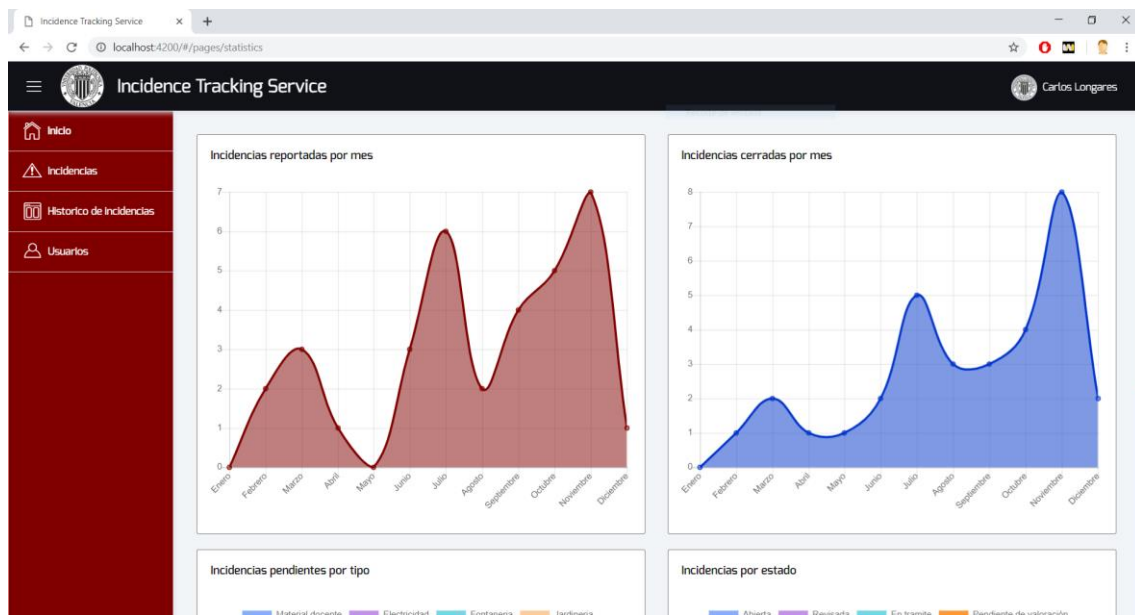 Incidence Tracking Service
localhost:4200/#/pages/statistics
Incidence Tracking Service
Carlos Longares
Inicio
Incidencias
Historico de incidencias
Usuarios
Incidencias reportadas por mes
7
6
5
4
3
2
1
0
Enero
Febrero
Marzo
Abril
Mayo
Junio
Julio
Agosto
Septiembre
Octubre
Noviembre
Diciembre
Incidencias cerradas por mes
8
7
6
5
4
3
2
1
0
Enero
Febrero
Marzo
Abril
Mayo
Junio
Julio
Agosto
Septiembre
Octubre
Noviembre
Diciembre
Incidencias pendientes por tipo
Material docente Electricidad Fontaneria Jardineria
Incidencias por estado
Abierta Revisada En tramite Pendiente de valoración